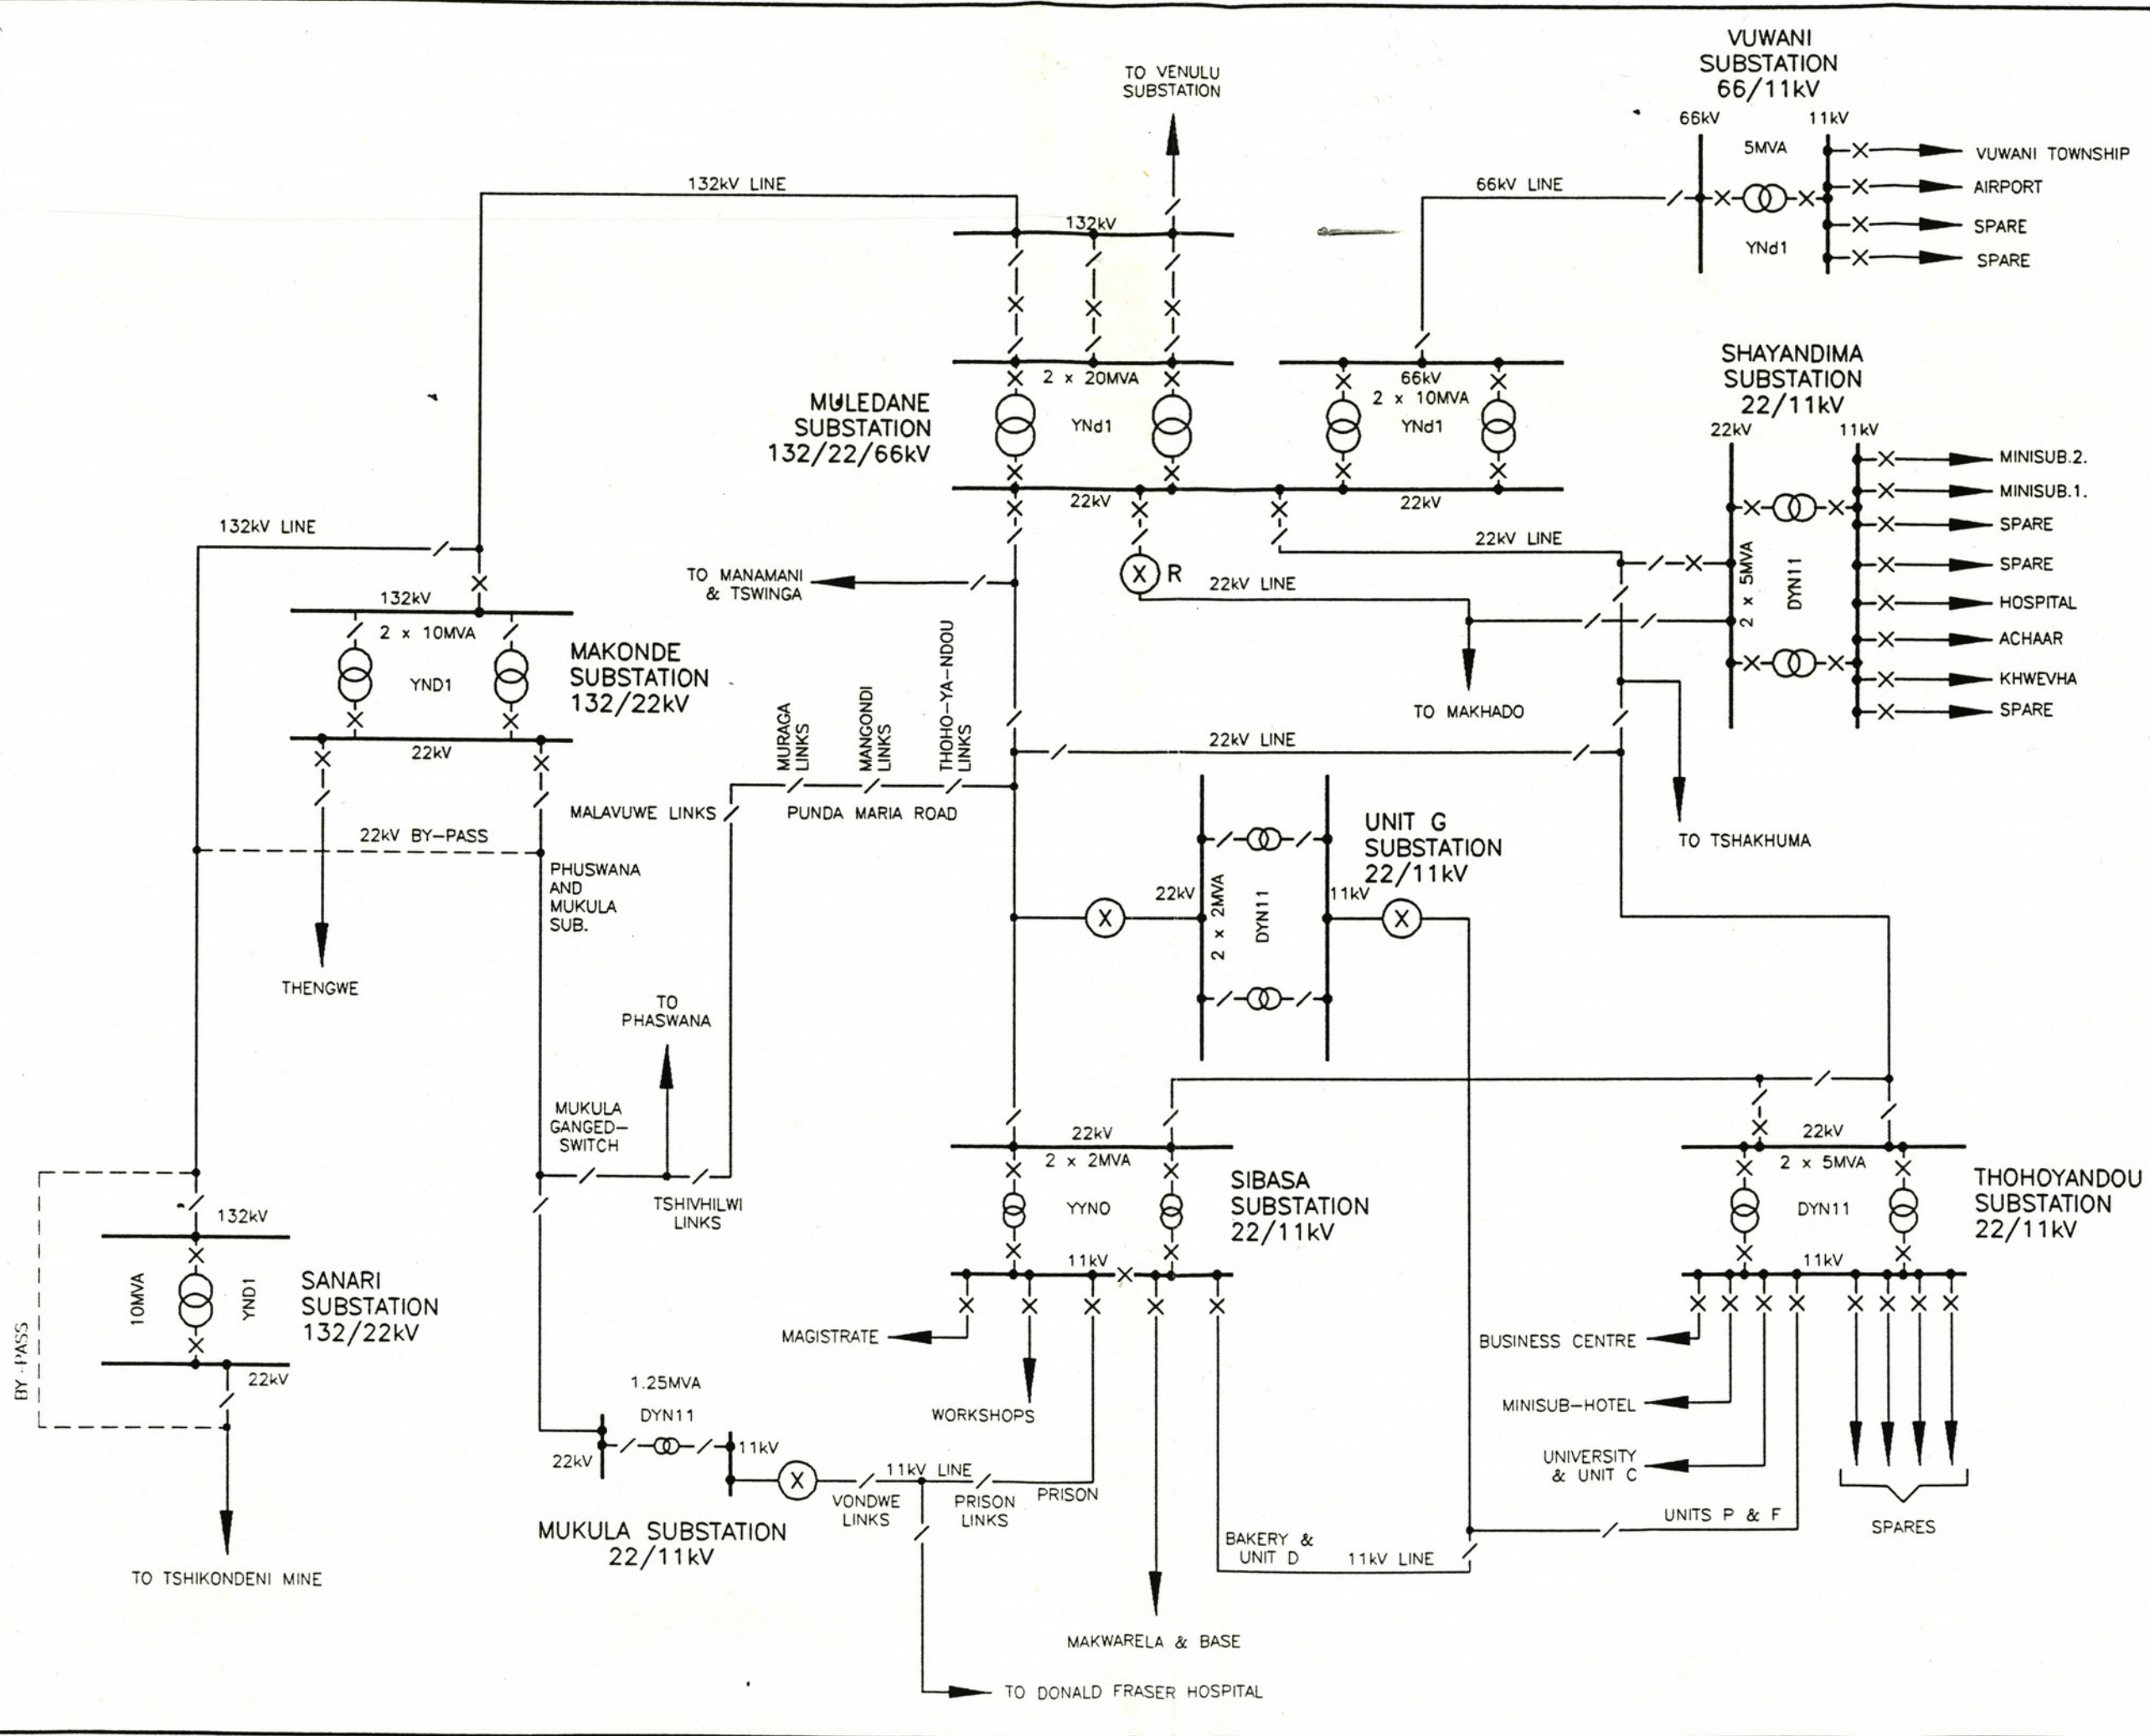 VUWANI
SUBSTATION
66/11kV
66kV
11kV
5MVA
YNd1
VUWANI TOWNSHIP
AIRPORT
SPARE
SPARE
TO VENULU
SUBSTATION
132kV LINE
66kV LINE
132kV
2 x 20MVA
YNd1
MULEDANE
SUBSTATION
132/22/66kV
22kV
66kV
2 x 10MVA
YNd1
22kV
SHAYANDIMA
SUBSTATION
22/11kV
22kV
11kV
2 x 5MVA
DYN11
MINISUB.2.
MINISUB.1.
SPARE
SPARE
HOSPITAL
ACHAAR
KHWEVHA
SPARE
132kV LINE
132kV
2 x 10MVA
YND1
22kV
MAKONDE
SUBSTATION
132/22kV
TO MANAMANI
& TSWINGA
R
22kV LINE
22kV LINE
TO MAKHADO
22kV LINE
TO TSHAKHUMA
MURAGA
LINKS
MANGONDI
LINKS
THOHO-YA-NDOU
LINKS
MALAVUWE LINKS
PUNDA MARIA ROAD
22kV BY-PASS
PHUSWANA
AND
MUKULA
SUB.
THENGWE
UNIT G
SUBSTATION
22/11kV
22kV
11kV
2 x 2MVA
DYN11
TO
PHASWANA
MUKULA
GANGED-
SWITCH
TSHIVHILWI
LINKS
22kV
2 x 2MVA
YYNO
11kV
SIBASA
SUBSTATION
22/11kV
22kV
2 x 5MVA
DYN11
11kV
THOHOYANDOU
SUBSTATION
22/11kV
132kV
10MVA
YND1
22kV
SANARI
SUBSTATION
132/22kV
BY-PASS
TO TSHIKONDENI MINE
1.25MVA
DYN11
22kV
11kV
MUKULA SUBSTATION
22/11kV
11kV LINE
VONDWE
LINKS
PRISON
LINKS
PRISON
MAGISTRATE
WORKSHOPS
BAKERY &
UNIT D
11kV LINE
MAKWARELA & BASE
TO DONALD FRASER HOSPITAL
BUSINESS CENTRE
MINISUB-HOTEL
UNIVERSITY
& UNIT C
UNITS P & F
SPARES